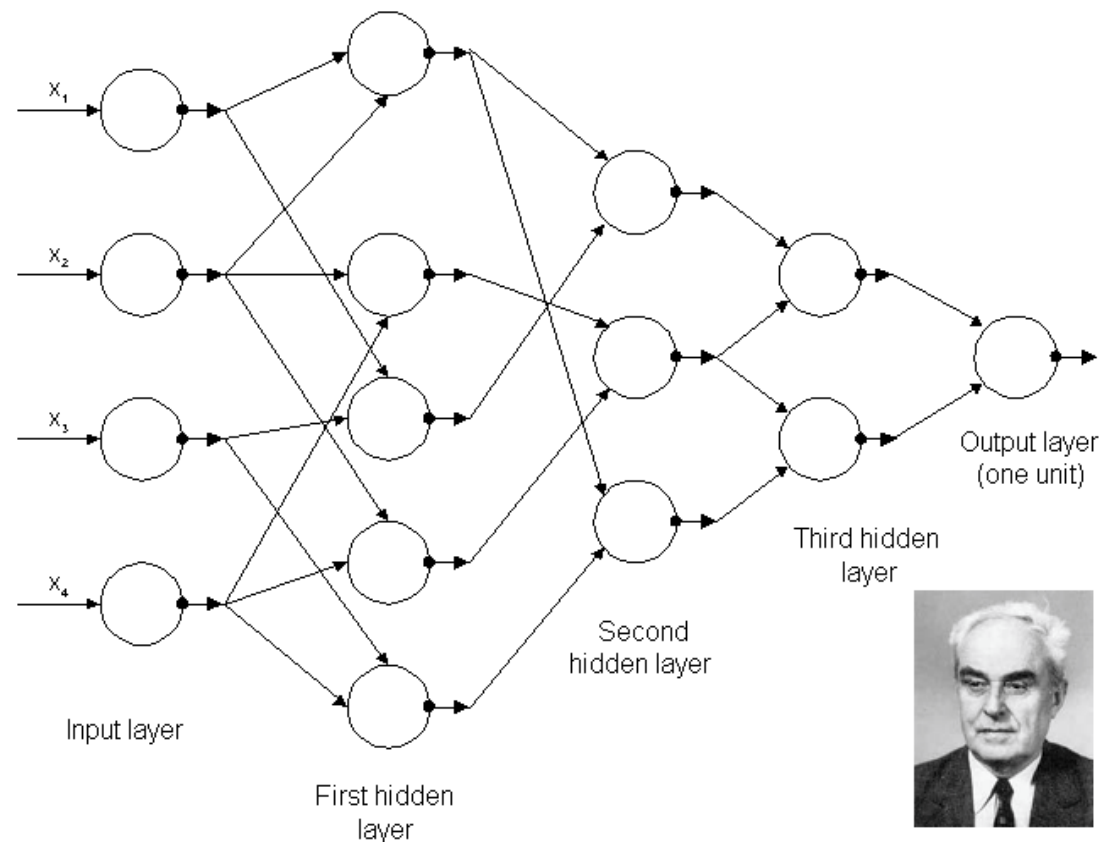 X1
X2
X3
X4
Input layer
First hidden
layer
Second
hidden layer
Third hidden
layer
Output layer
(one unit)